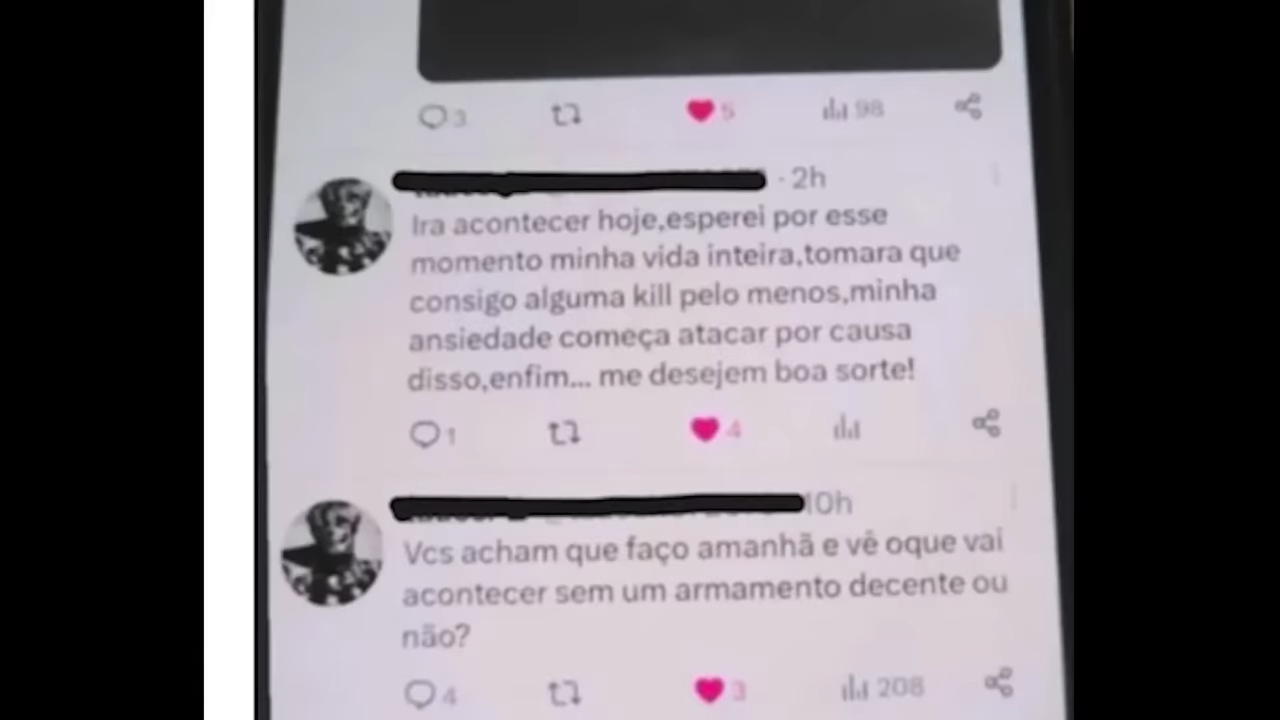 3
5
98
· 2h
Ira acontecer hoje,esperei por esse
momento minha vida inteira,tomara que
consigo alguma kill pelo menos,minha
ansiedade começa atacar por causa
disso,enfim... me desejem boa sorte!
1
4
10h
Vcs acham que faço amanhã e vê oque vai
acontecer sem um armamento decente ou
não?
4
3
208